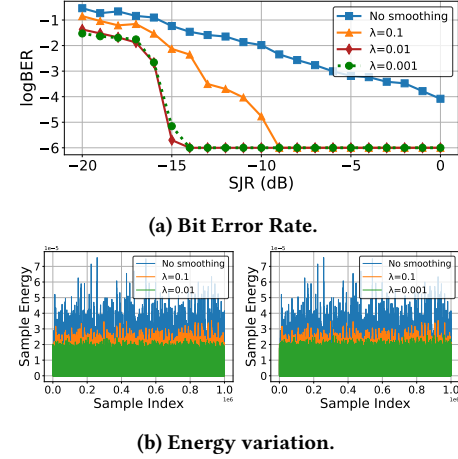 No smoothing
λ=0.1
λ=0.01
λ=0.001
logBER
−1
−2
−3
−4
−5
−6
−20
−15
−10
−5
0
SJR (dB)
(a) Bit Error Rate.
1e−5
No smoothing
λ=0.1
λ=0.01
Sample Energy
7
6
5
4
3
2
1
0
0.0
0.2
0.4
0.6
0.8
1.0
1e6
Sample Index
1e−5
No smoothing
λ=0.1
λ=0.001
Sample Energy
7
6
5
4
3
2
1
0
0.0
0.2
0.4
0.6
0.8
1.0
1e6
Sample Index
(b) Energy variation.